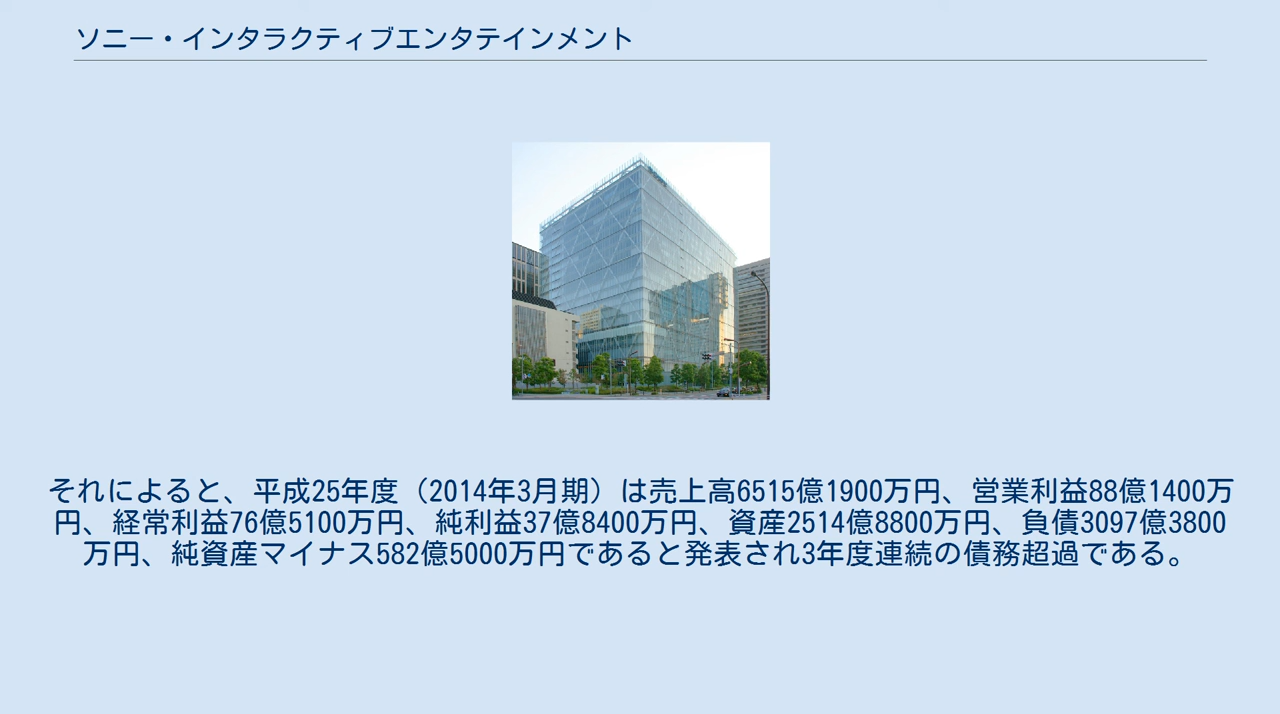 ソニー・インタラクティブエンタテインメント
それによると、平成25年度（2014年3月期）は売上高6515億1900万円、営業利益88億1400万
円、経常利益76億5100万円、純利益37億8400万円、資産2514億8800万円、負債3097億3800
万円、純資産マイナス582億5000万円であると発表され3年度連続の債務超過である。